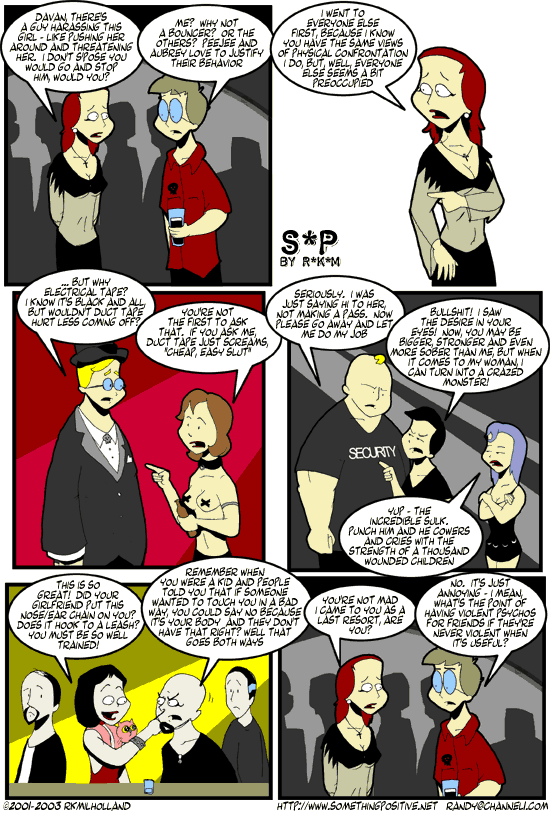 DAVAN, THERE'S
A GUY HARASSING THIS
GIRL - LIKE PUSHING HER
AROUND AND THREATENING
HER. I DON'T S'POSE YOU
WOULD GO AND STOP
HIM, WOULD YOU?
ME? WHY NOT
A BOUNCER? OR THE
OTHERS? PEEJEE AND
AUBREY LOVE TO JUSTIFY
THEIR BEHAVIOR
I WENT TO
EVERYONE ELSE
FIRST, BECAUSE I KNOW
YOU HAVE THE SAME VIEWS
OF PHYSICAL CONFRONTATION
I DO, BUT, WELL, EVERYONE
ELSE SEEMS A BIT
PREOCCUPIED
S*P
BY R*K*M
... BUT WHY
ELECTRICAL TAPE?
I KNOW IT'S BLACK AND ALL,
BUT WOULDN'T DUCT TAPE
HURT LESS COMING OFF?
YOU'RE NOT
THE FIRST TO ASK
THAT. IF YOU ASK ME,
DUCT TAPE JUST SCREAMS,
"CHEAP, EASY SLUT"
SERIOUSLY. I WAS
JUST SAYING HI TO HER,
NOT MAKING A PASS. NOW
PLEASE GO AWAY AND LET
ME DO MY JOB
BULLSHIT! I SAW
THE DESIRE IN YOUR
EYES! NOW, YOU MAY BE
BIGGER, STRONGER AND EVEN
MORE SOBER THAN ME, BUT WHEN
IT COMES TO MY WOMAN, I
CAN TURN INTO A CRAZED
MONSTER!
SECURITY
YUP - THE
INCREDIBLE SULK.
PUNCH HIM AND HE COWERS
AND CRIES WITH THE
STRENGTH OF A THOUSAND
WOUNDED CHILDREN
THIS IS SO
GREAT! DID YOUR
GIRLFRIEND PUT THIS
NOSE/EAR CHAIN ON YOU?
DOES IT HOOK TO A LEASH?
YOU MUST BE SO WELL
TRAINED!
REMEMBER WHEN
YOU WERE A KID AND PEOPLE
TOLD YOU THAT IF SOMEONE
WANTED TO TOUCH YOU IN A BAD
WAY, YOU COULD SAY NO BECAUSE
IT'S YOUR BODY AND THEY DON'T
HAVE THAT RIGHT? WELL THAT
GOES BOTH WAYS
YOU'RE NOT MAD
I CAME TO YOU AS A
LAST RESORT, ARE
YOU?
NO. IT'S JUST
ANNOYING - I MEAN,
WHAT'S THE POINT OF
HAVING VIOLENT PSYCHOS
FOR FRIENDS IF THEY'RE
NEVER VIOLENT WHEN
IT'S USEFUL?
©2001-2003 RKMILHOLLAND
HTTP://WWW.SOMETHINGPOSITIVE.NET RANDY@CHANNEL1.COM